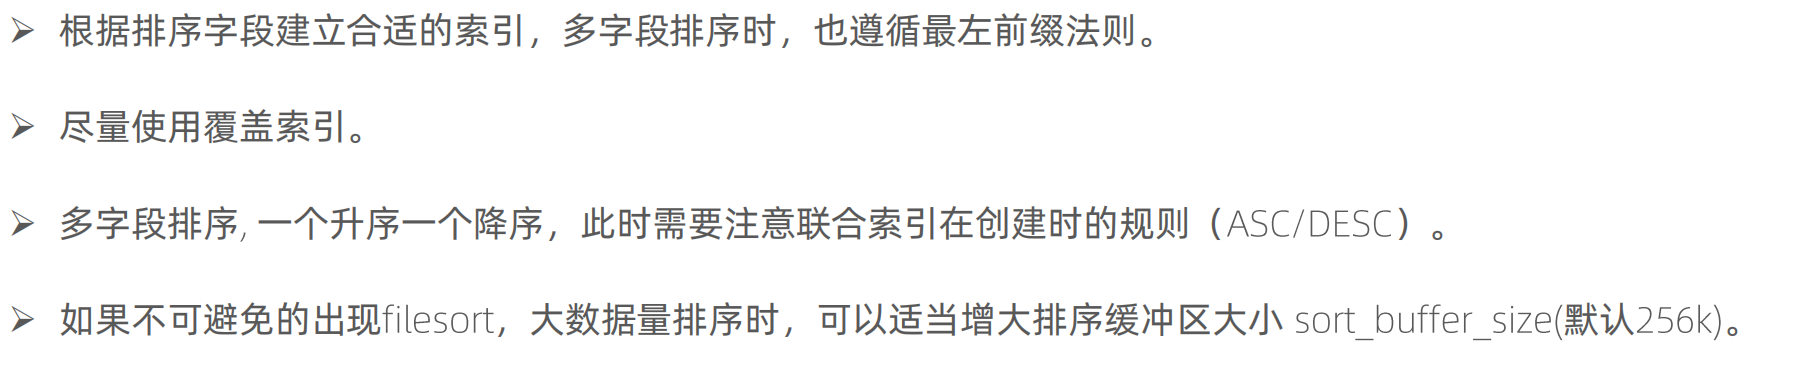 ➢ 根据排序字段建立合适的索引，多字段排序时，也遵循最左前缀法则。
➢ 尽量使用覆盖索引。
➢ 多字段排序, 一个升序一个降序，此时需要注意联合索引在创建时的规则（ASC/DESC）。
➢ 如果不可避免的出现filesort，大数据量排序时，可以适当增大排序缓冲区大小 sort_buffer_size(默认256k)。